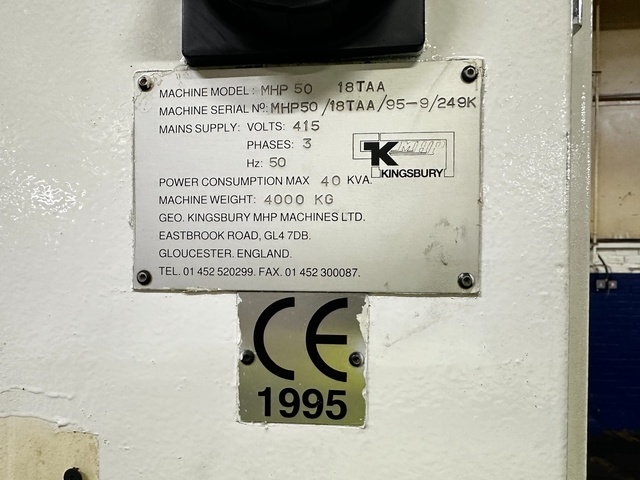 MACHINE MODEL: MHP 50 18TAA
MACHINE SERIAL Nº: MHP50/18TAA/95-9/249K
MAINS SUPPLY: VOLTS: 415
PHASES: 3
Hz: 50
MHP
K
KINGSBURY
POWER CONSUMPTION MAX 40 KVA.
MACHINE WEIGHT: 4000 KG
GEO. KINGSBURY MHP MACHINES LTD.
EASTBROOK ROAD, GL4 7DB.
GLOUCESTER. ENGLAND.
TEL. 01 452 520299. FAX. 01 452 300087.
CE
1995